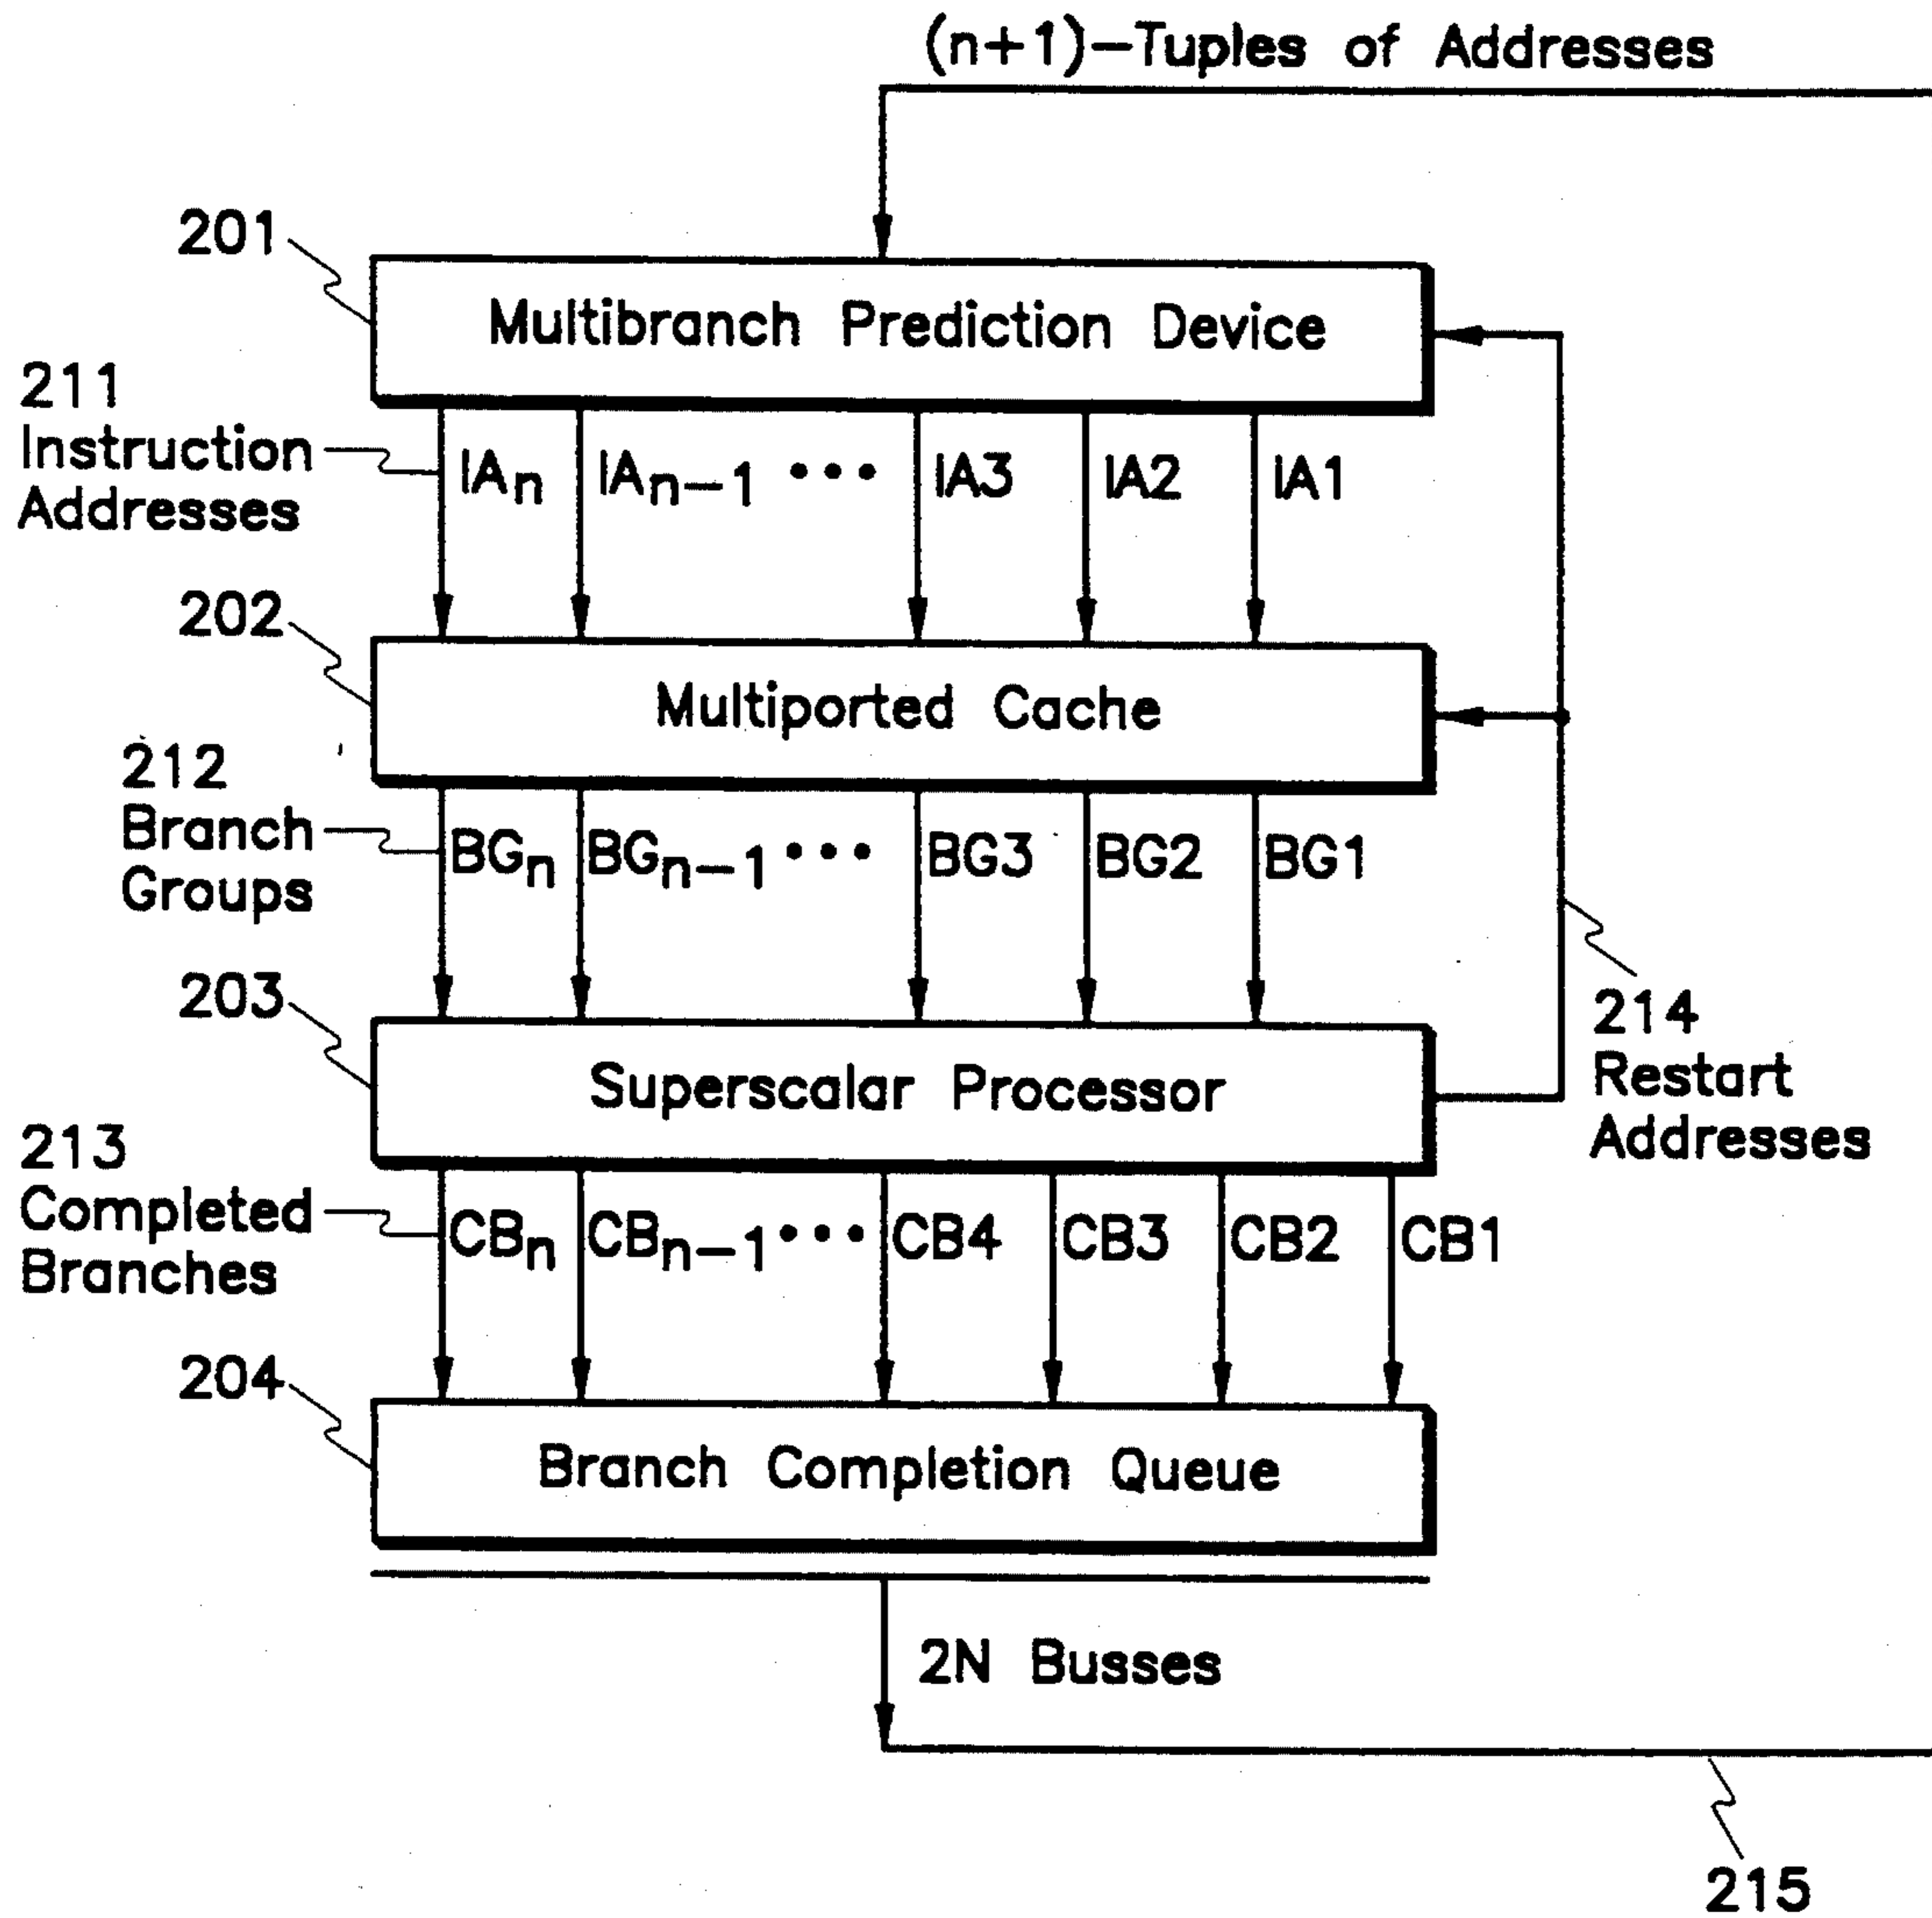 (n+1)-Tuples of Addresses
201
Multibranch Prediction Device
211
Instruction
Addresses
IAn IAn-1 ••• IA3 IA2 IA1
202
Multiported Cache
212
Branch
Groups
BGn BGn-1 ••• BG3 BG2 BG1
203
Superscalar Processor
214
Restart
Addresses
213
Completed
Branches
CBn CBn-1 ••• CB4 CB3 CB2 CB1
204
Branch Completion Queue
2N Busses
215